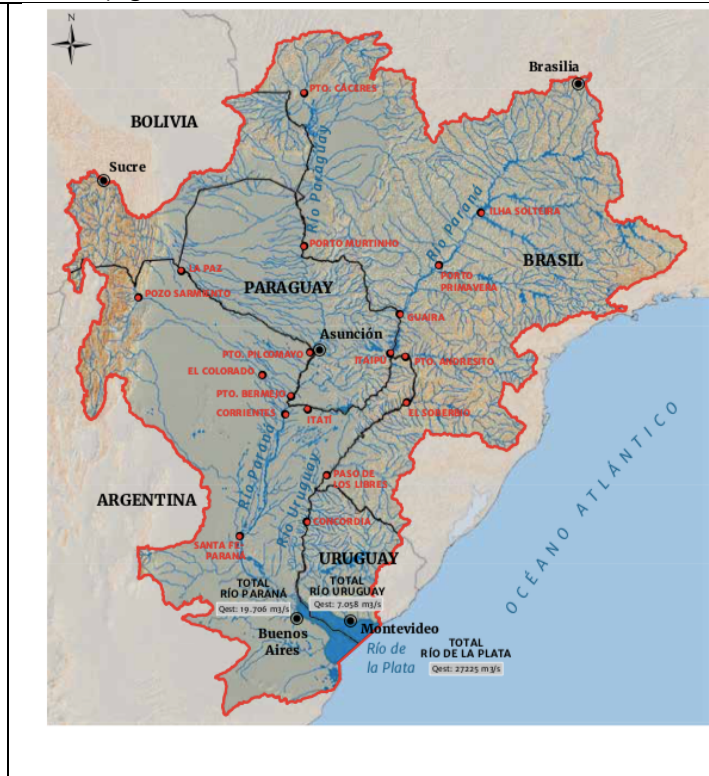 N
Brasilia
PTO. CÁCERES
BOLIVIA
Sucre
Río Paraguay
Río Paraná
ILHA SOLTEIRA
PORTO MURTINHO
BRASIL
LA PAZ
PORTO
PRIMAVERA
PARAGUAY
POZO SARMIENTO
GUAIRA
Asunción
PTO. PILCOMAYO
ITAIPÚ
PTO. ANDRESITO
EL COLORADO
PTO. BERMEJO
CORRIENTES
ITATÍ
EL SOBERBIO
Río Paraná
Río Uruguay
PASO DE
LOS LIBRES
ARGENTINA
CONCORDIA
OCÉANO ATLÁNTICO
SANTA FE
PARANÁ
URUGUAY
TOTAL
RÍO PARANÁ
Qest: 19.706 m3/s
TOTAL
RÍO URUGUAY
Qest: 7.058 m3/s
Buenos
Aires
Montevideo
Río de
la Plata
TOTAL
RÍO DE LA PLATA
Qest: 27225 m3/s